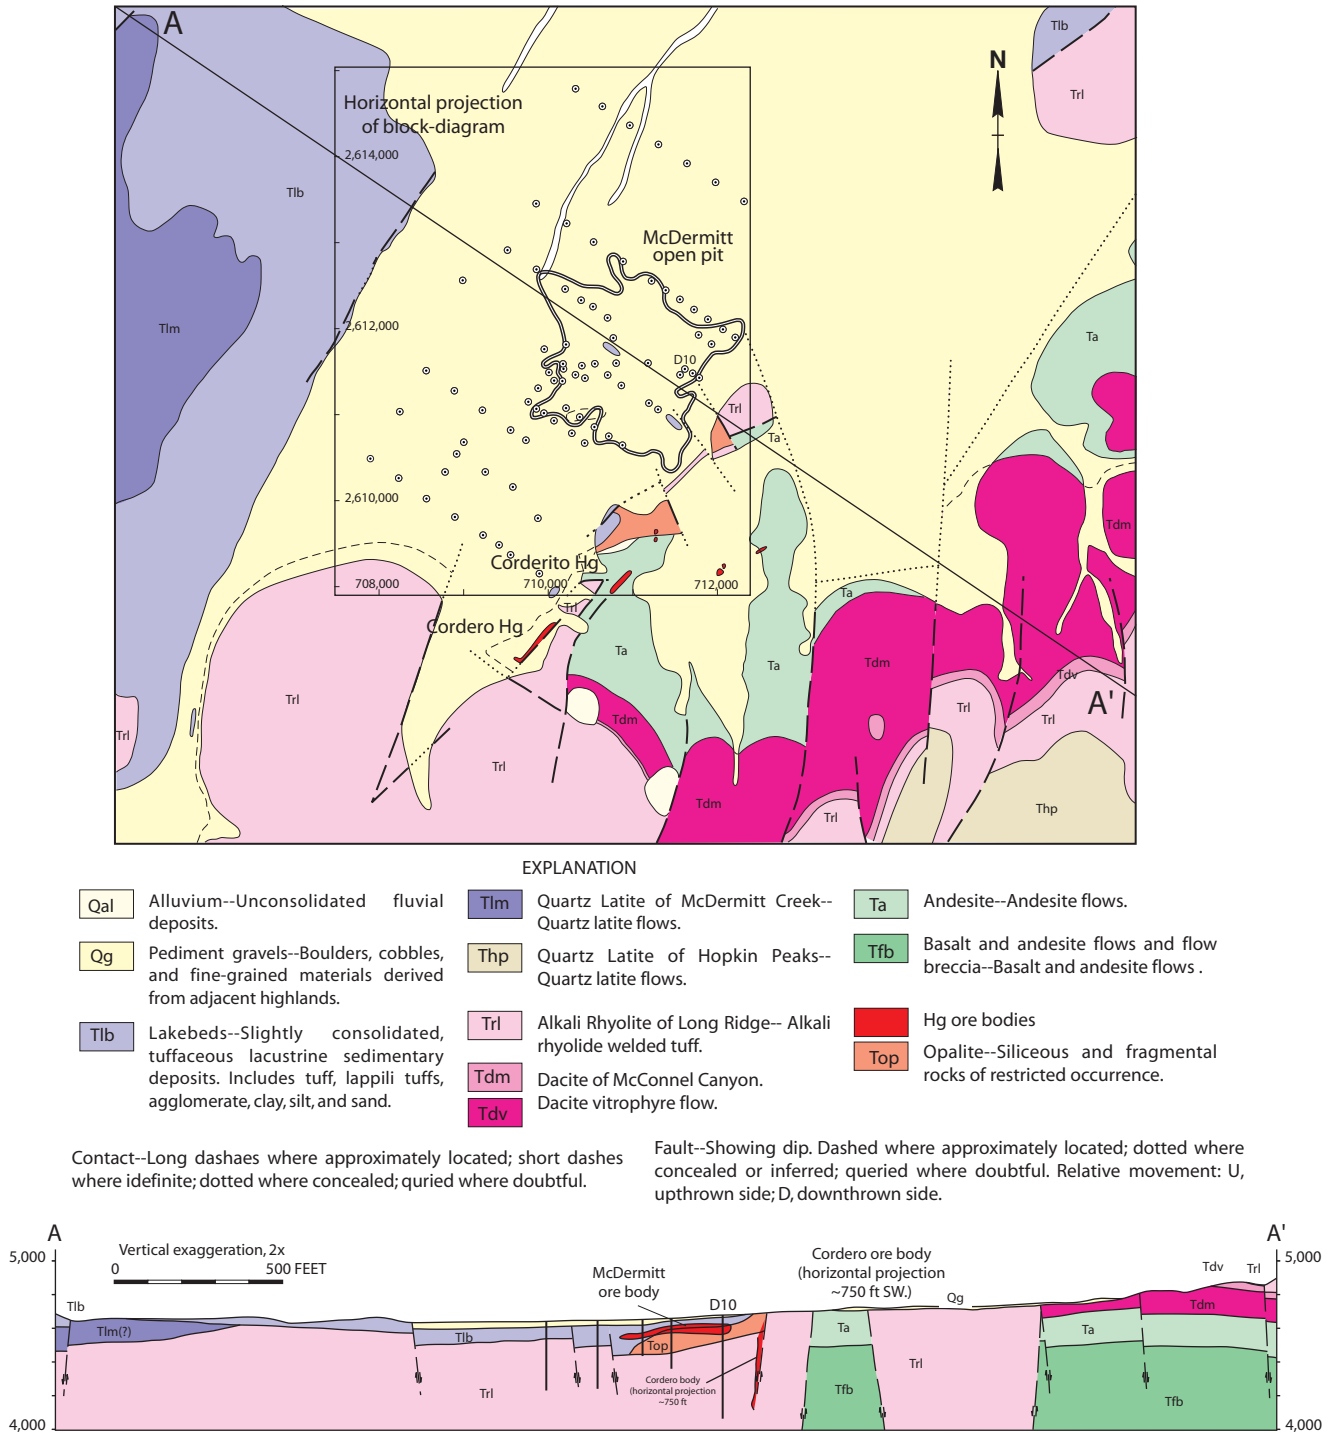 A
Tlb
Trl
N
Horizontal projection
of block-diagram
2,614,000
Tlb
McDermitt
open pit
Tlm
2,612,000
Ta
D10
Trl
Ta
2,610,000
Tdm
Corderito Hg
708,000
710,000
712,000
Trl
Ta
Cordero Hg
Ta
Ta
Tdm
Tdv
A'
Trl
Trl
Trl
Trl
Tdm
Trl
Tdm
Trl
Thp
EXPLANATION
Qal
Alluvium--Unconsolidated fluvial
deposits.
Qg
Pediment gravels--Boulders, cobbles,
and fine-grained materials derived
from adjacent highlands.
Tlb
Lakebeds--Slightly consolidated,
tuffaceous lacustrine sedimentary
deposits. Includes tuff, lappili tuffs,
agglomerate, clay, silt, and sand.
Tlm
Quartz Latite of McDermitt Creek--
Quartz latite flows.
Thp
Quartz Latite of Hopkin Peaks--
Quartz latite flows.
Trl
Alkali Rhyolite of Long Ridge-- Alkali
rhyolide welded tuff.
Tdm
Dacite of McConnel Canyon.
Tdv
Dacite vitrophyre flow.
Ta
Andesite--Andesite flows.
Tfb
Basalt and andesite flows and flow
breccia--Basalt and andesite flows .
Hg ore bodies
Top
Opalite--Siliceous and fragmental
rocks of restricted occurrence.
Contact--Long dashaes where approximately located; short dashes
where idefinite; dotted where concealed; quried where doubtful.
Fault--Showing dip. Dashed where approximately located; dotted where
concealed or inferred; queried where doubtful. Relative movement: U,
upthrown side; D, downthrown side.
A
A'
5,000
5,000
Vertical exaggeration, 2x
0 500 FEET
McDermitt
ore body
D10
Cordero ore body
(horizontal projection
~750 ft SW.)
Qg
Tdv
Trl
Tlb
Tlm(?)
Tlb
Top
Ta
Ta
Tdm
Cordero body
(horizontal projection
~750 ft
Trl
Trl
Tfb
Tfb
4,000
4,000